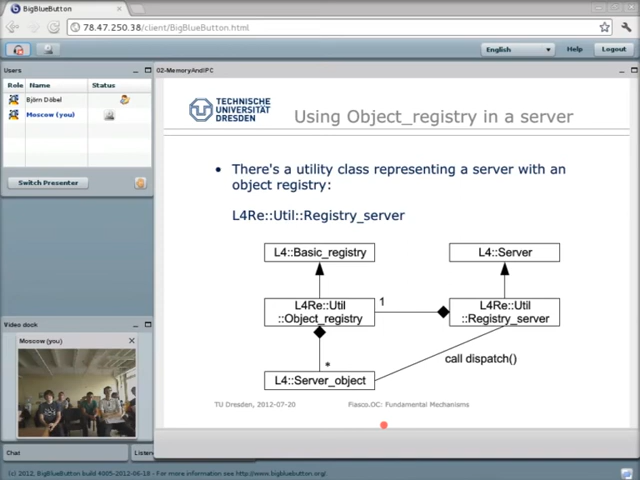 BigBlueButton
78.47.250.38/client/BigBlueButton.html
English
Help
Logout
Users
Role Name Status
Björn Döbel
Moscow (you)
Switch Presenter
Video dock
Moscow (you)
Chat
Listen
02-MemoryAndIPC
TECHNISCHE
UNIVERSITÄT
DRESDEN
Using Object_registry in a server
• There's a utility class representing a server with an
object registry:
L4Re::Util::Registry_server
L4::Basic_registry
L4::Server
L4Re::Util
::Object_registry
1
L4Re::Util
::Registry_server
*
call dispatch()
L4::Server_object
TU Dresden, 2012-07-20
Fiasco.OC: Fundamental Mechanisms
(c) 2012, BigBlueButton build 4065-2012-06-18 - For more information see http://www.bigbluebutton.org/.